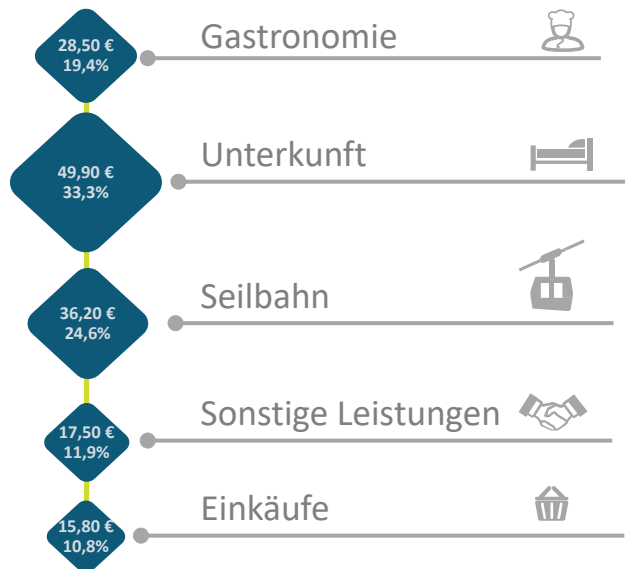 28,50 €
19,4%
Gastronomie
49,90 €
33,3%
Unterkunft
36,20 €
24,6%
Seilbahn
17,50 €
11,9%
Sonstige Leistungen
15,80 €
10,8%
Einkäufe